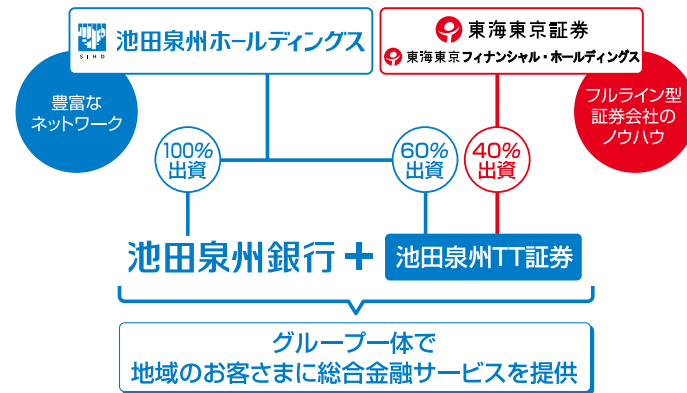 SIHD
池田泉州ホールディングス
東海東京証券
東海東京フィナンシャル・ホールディングス
豊富な
ネットワーク
フルライン型
証券会社の
ノウハウ
100%
出資
60%
出資
40%
出資
池田泉州銀行+池田泉州TT証券
グループ一体で
地域のお客さまに総合金融サービスを提供